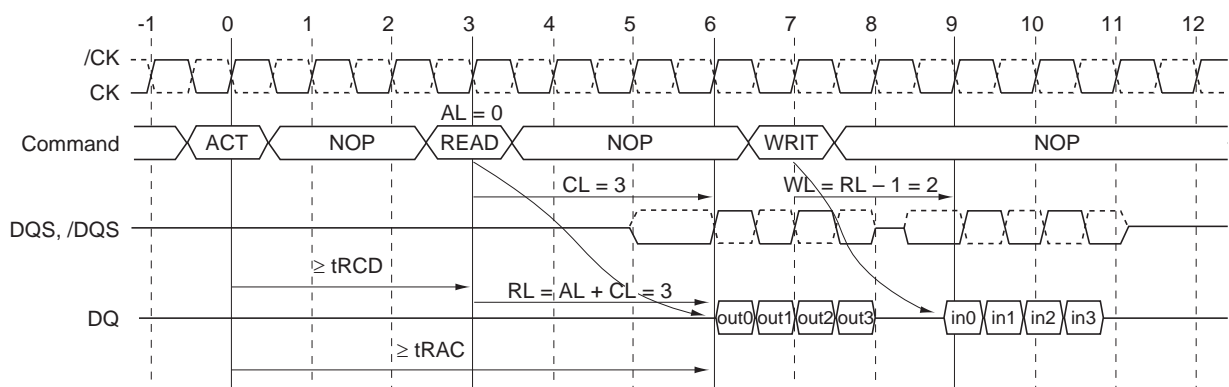 -1 0 1 2 3 4 5 6 7 8 9 10 11 12
/CK
CK
AL = 0
Command ACT NOP READ NOP WRIT NOP
CL = 3 WL = RL – 1 = 2
DQS, /DQS
≥ tRCD
RL = AL + CL = 3
DQ out0 out1 out2 out3 in0 in1 in2 in3
≥ tRAC